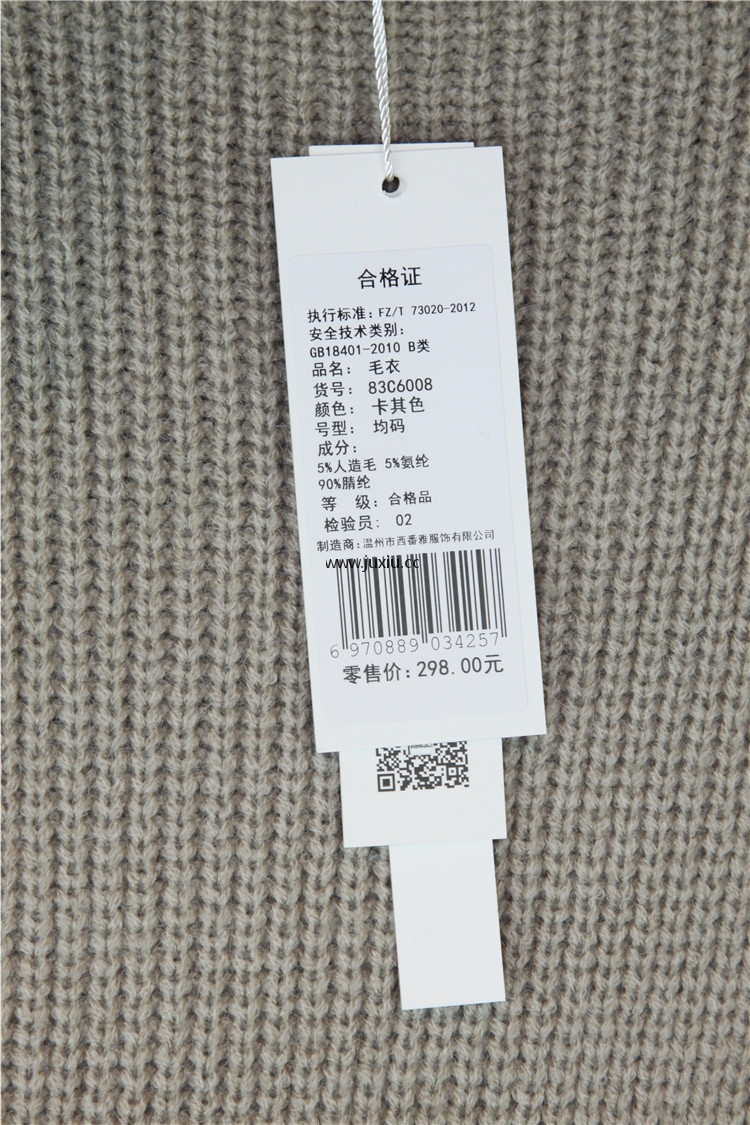 合格证
执行标准：FZ/T 73020-2012
安全技术类别：
GB18401-2010 B类
品名： 毛衣
货号： 83C6008
颜色： 卡其色
号型： 均码
成分：
5%人造毛 5%氨纶
90%腈纶
等 级：合格品
检验员： 02
制造商：温州市西番雅服饰有限公司
www.juxiu.cc
6 970889 034257
零售价：298.00元